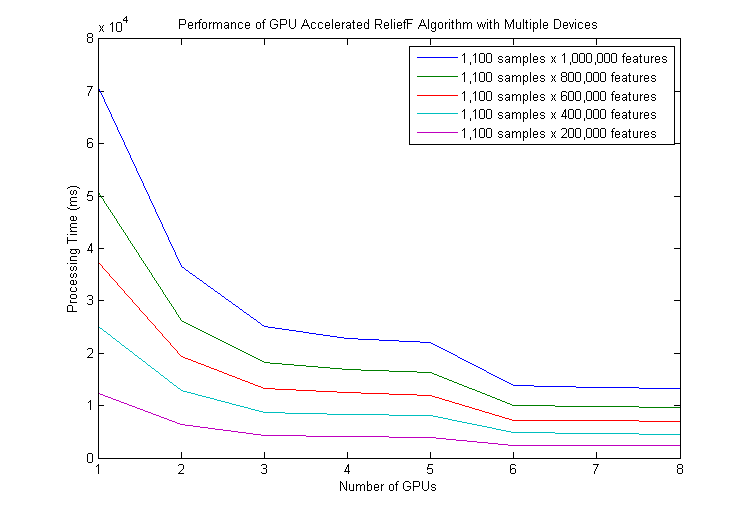 Performance of GPU Accelerated ReliefF Algorithm with Multiple Devices
x 10^4
8
7
6
5
4
3
2
1
0
Processing Time (ms)
1,100 samples x 1,000,000 features
1,100 samples x 800,000 features
1,100 samples x 600,000 features
1,100 samples x 400,000 features
1,100 samples x 200,000 features
1 2 3 4 5 6 7 8
Number of GPUs